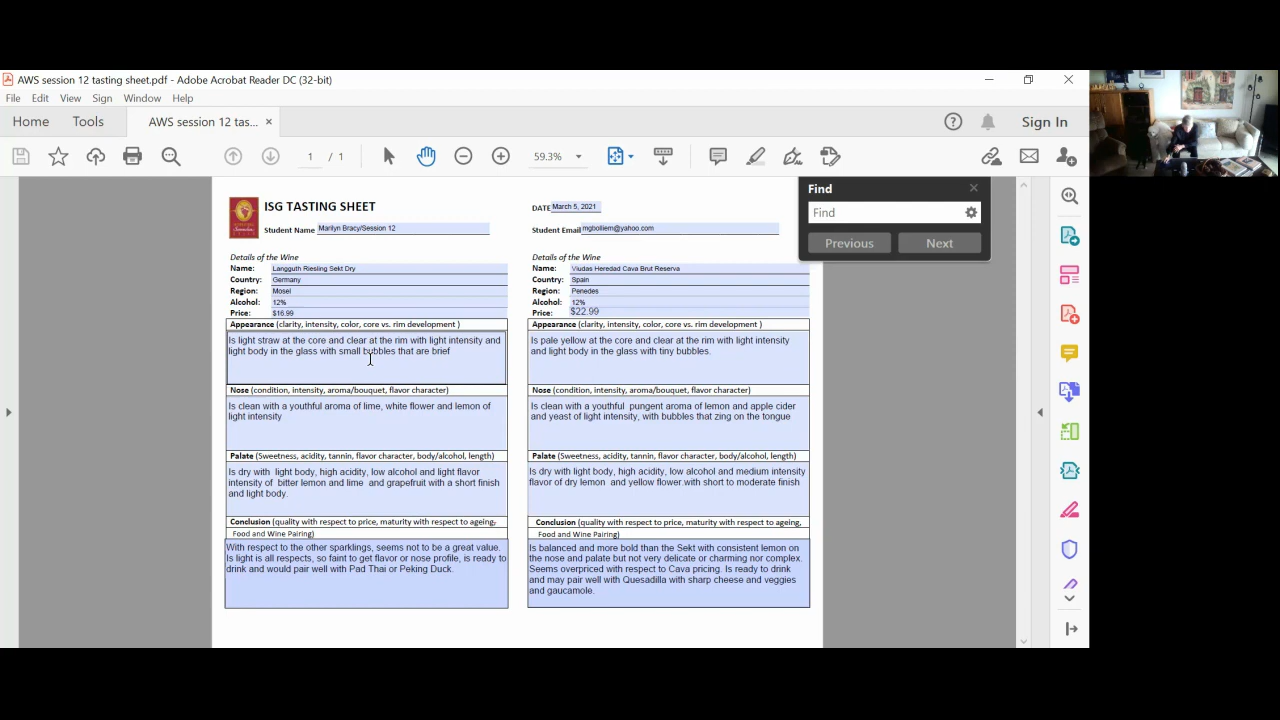 AWS session 12 tasting sheet.pdf - Adobe Acrobat Reader DC (32-bit)
File Edit View Sign Window Help
Home Tools AWS session 12 tas... × Sign In
1 / 1 59.3%
Find
Find
Previous Next
ISG TASTING SHEET
DATE March 5, 2021
Student Name Marilyn Bracy/Session 12
Student Email mgbolliem@yahoo.com
Details of the Wine
Name: Langguth Riesling Sekt Dry
Country: Germany
Region: Mosel
Alcohol: 12%
Price: $16.99
Appearance (clarity, intensity, color, core vs. rim development )
Is light straw at the core and clear at the rim with light intensity and
light body in the glass with small bubbles that are brief
Nose (condition, intensity, aroma/bouquet, flavor character)
Is clean with a youthful aroma of lime, white flower and lemon of
light intensity
Palate (Sweetness, acidity, tannin, flavor character, body/alcohol, length)
Is dry with light body, high acidity, low alcohol and light flavor
intensity of bitter lemon and lime and grapefruit with a short finish
and light body.
Conclusion (quality with respect to price, maturity with respect to ageing,
Food and Wine Pairing)
With respect to the other sparklings, seems not to be a great value.
Is light is all respects, so faint to get flavor or nose profile, is ready to
drink and would pair well with Pad Thai or Peking Duck.
Details of the Wine
Name: Viudas Heredad Cava Brut Reserva
Country: Spain
Region: Penedes
Alcohol: 12%
Price: $22.99
Appearance (clarity, intensity, color, core vs. rim development )
Is pale yellow at the core and clear at the rim with light intensity
and light body in the glass with tiny bubbles.
Nose (condition, intensity, aroma/bouquet, flavor character)
Is clean with a youthful pungent aroma of lemon and apple cider
and yeast of light intensity, with bubbles that zing on the tongue
Palate (Sweetness, acidity, tannin, flavor character, body/alcohol, length)
Is dry with light body, high acidity, low alcohol and medium intensity
flavor of dry lemon and yellow flower.with short to moderate finish
Conclusion (quality with respect to price, maturity with respect to ageing,
Food and Wine Pairing)
Is balanced and more bold than the Sekt with consistent lemon on
the nose and palate but not very delicate or charming nor complex.
Seems overpriced with respect to Cava pricing. Is ready to drink
and may pair well with Quesadilla with sharp cheese and veggies
and gaucamole.